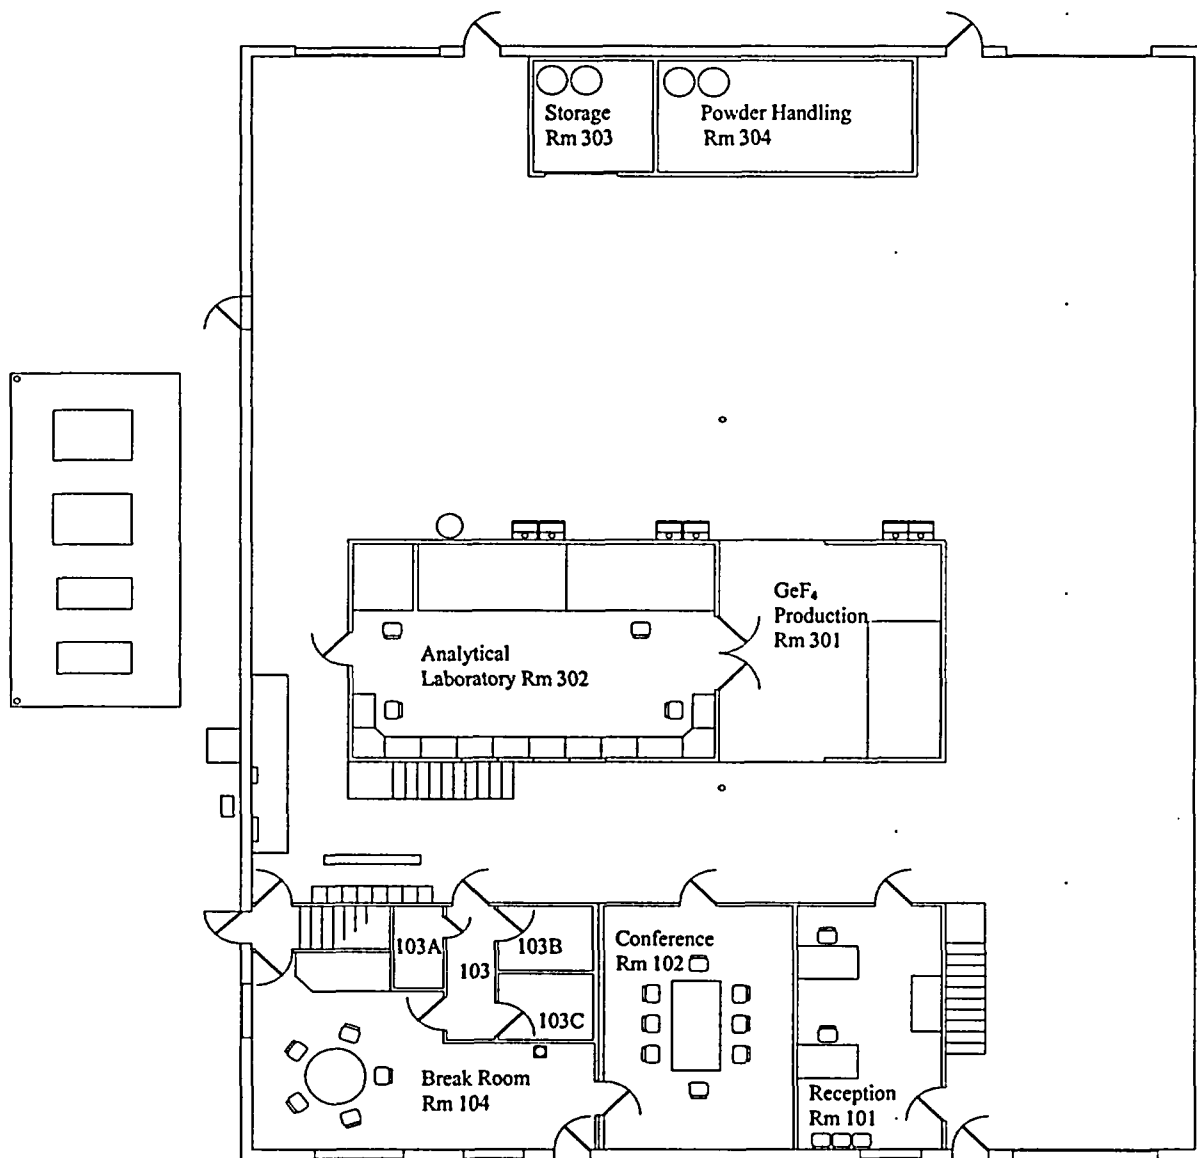 Storage
Rm 303
Powder Handling
Rm 304
GeF₄
Production
Rm 301
Analytical
Laboratory Rm 302
103A
103
103B
103C
Conference
Rm 102
Break Room
Rm 104
Reception
Rm 101